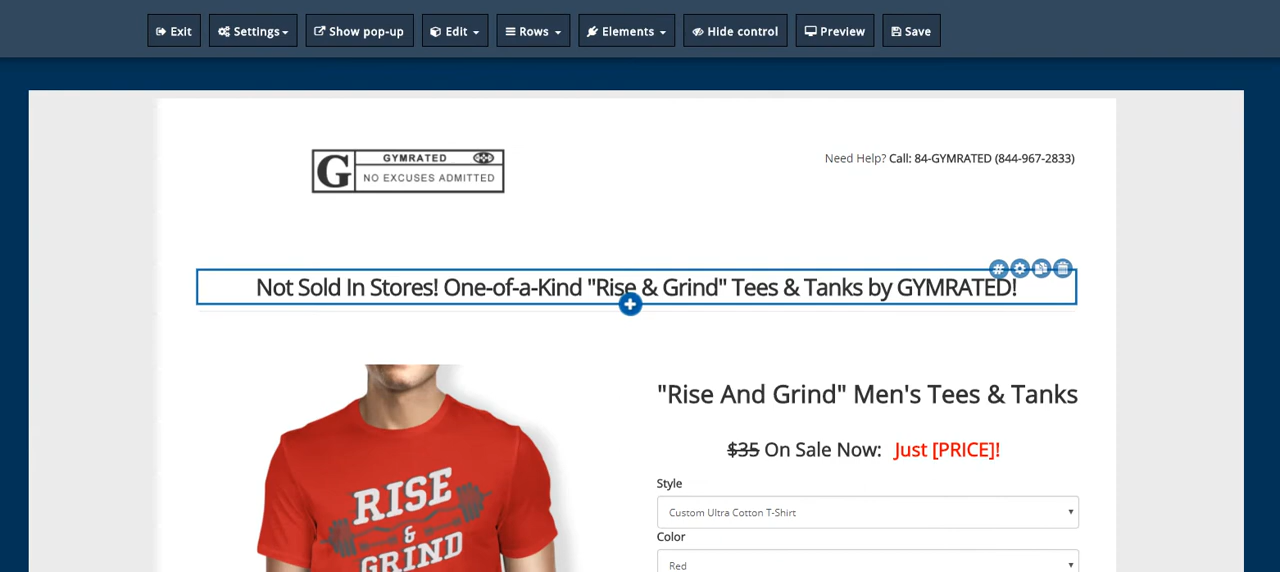 Exit Settings Show pop-up Edit Rows Elements Hide control Preview Save
G GYMRATED
NO EXCUSES ADMITTED
Need Help? Call: 84-GYMRATED (844-967-2833)
Not Sold In Stores! One-of-a-Kind "Rise & Grind" Tees & Tanks by GYMRATED!
"Rise And Grind" Men's Tees & Tanks
$35 On Sale Now: Just [PRICE]!
Style
Custom Ultra Cotton T-Shirt
Color
Red
RISE
&
GRIND